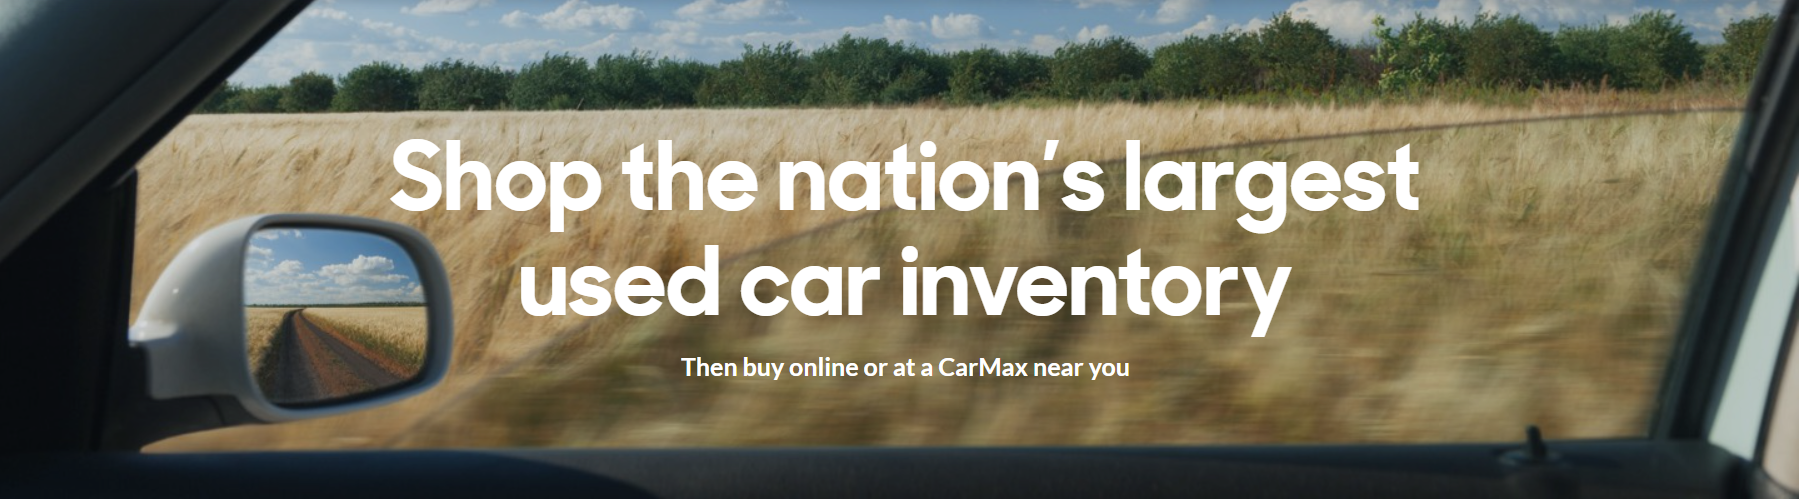 Shop the nation's largest
used car inventory
Then buy online or at a CarMax near you